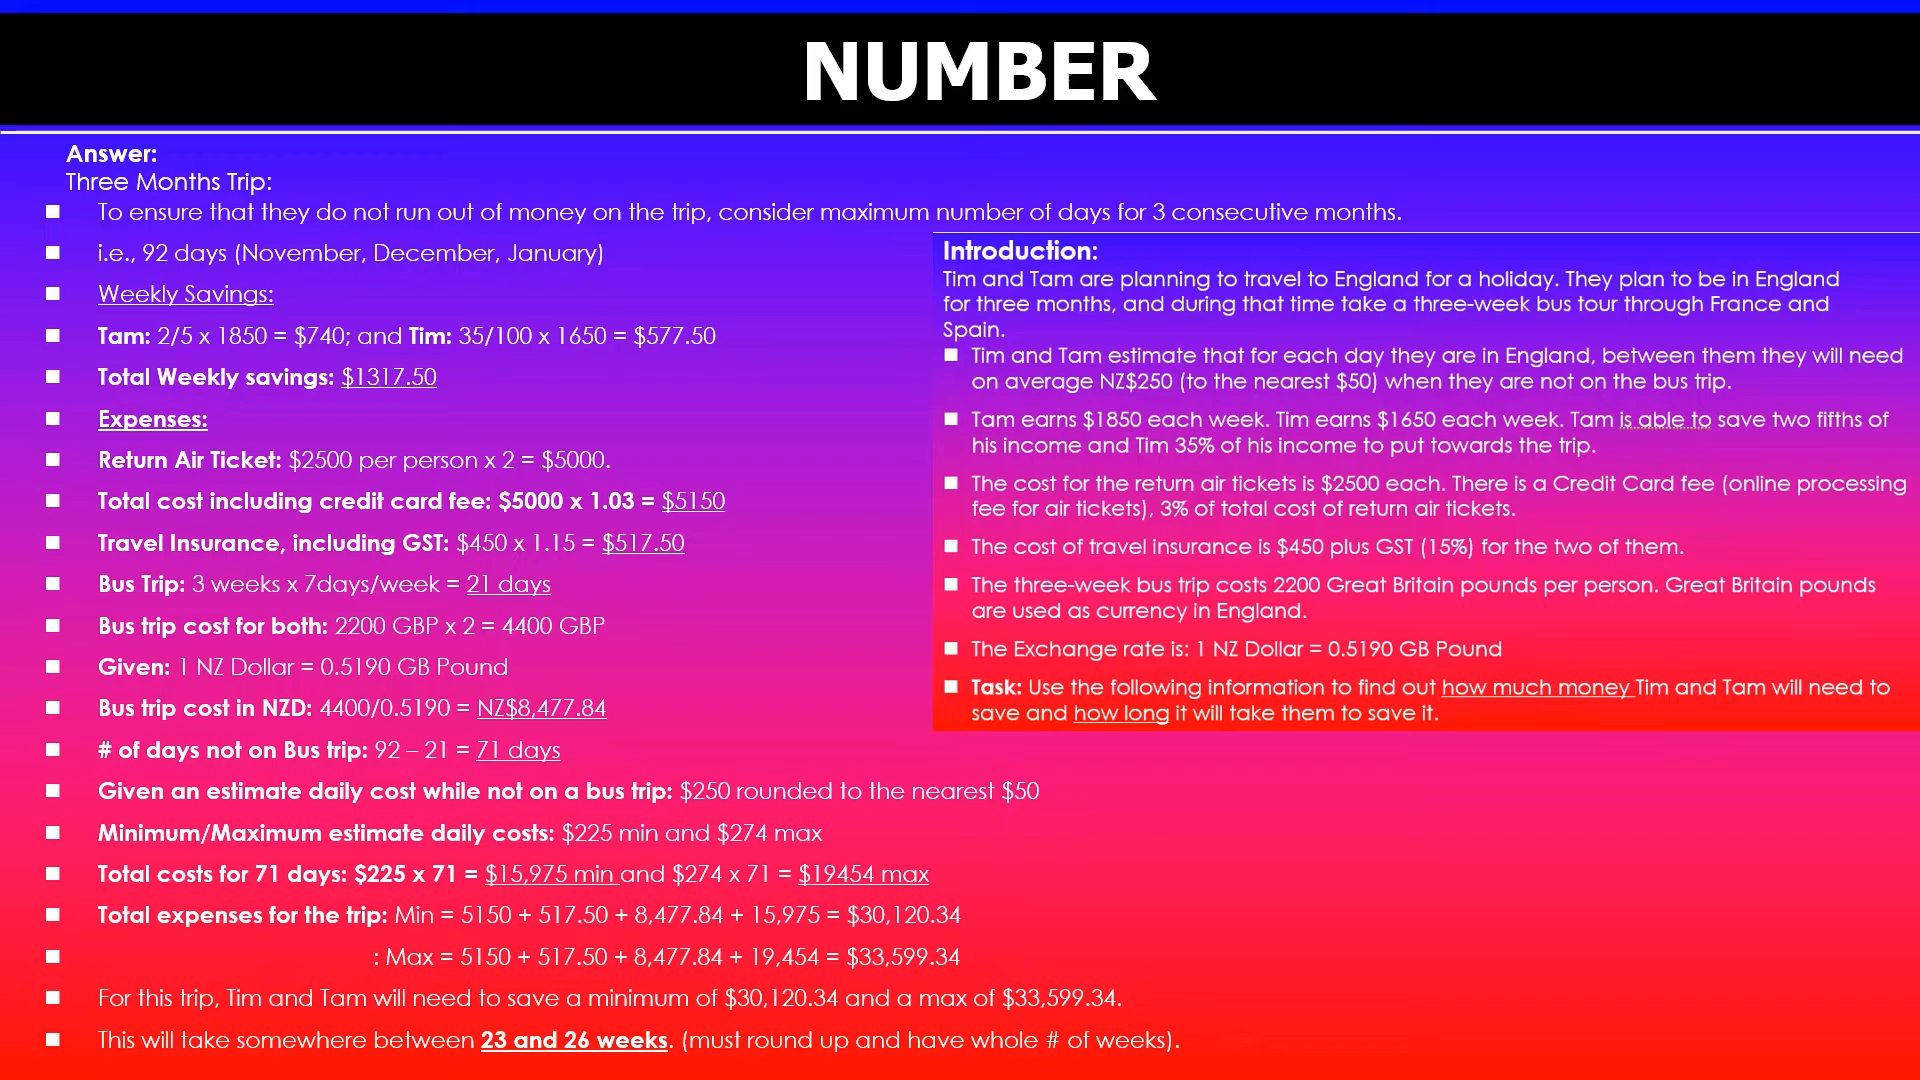 NUMBER
Answer:
Three Months Trip:
■ To ensure that they do not run out of money on the trip, consider maximum number of days for 3 consecutive months.
■ i.e., 92 days (November, December, January)
■ Weekly Savings:
■ Tam: 2/5 x 1850 = $740; and Tim: 35/100 x 1650 = $577.50
■ Total Weekly savings: $1317.50
■ Expenses:
■ Return Air Ticket: $2500 per person x 2 = $5000.
■ Total cost including credit card fee: $5000 x 1.03 = $5150
■ Travel Insurance, including GST: $450 x 1.15 = $517.50
■ Bus Trip: 3 weeks x 7days/week = 21 days
■ Bus trip cost for both: 2200 GBP x 2 = 4400 GBP
■ Given: 1 NZ Dollar = 0.5190 GB Pound
■ Bus trip cost in NZD: 4400/0.5190 = NZ$8,477.84
■ # of days not on Bus trip: 92 – 21 = 71 days
■ Given an estimate daily cost while not on a bus trip: $250 rounded to the nearest $50
■ Minimum/Maximum estimate daily costs: $225 min and $274 max
■ Total costs for 71 days: $225 x 71 = $15,975 min and $274 x 71 = $19454 max
■ Total expenses for the trip: Min = 5150 + 517.50 + 8,477.84 + 15,975 = $30,120.34
■ : Max = 5150 + 517.50 + 8,477.84 + 19,454 = $33,599.34
■ For this trip, Tim and Tam will need to save a minimum of $30,120.34 and a max of $33,599.34.
■ This will take somewhere between 23 and 26 weeks. (must round up and have whole # of weeks).
Introduction:
Tim and Tam are planning to travel to England for a holiday. They plan to be in England
for three months, and during that time take a three-week bus tour through France and
Spain.
■ Tim and Tam estimate that for each day they are in England, between them they will need
on average NZ$250 (to the nearest $50) when they are not on the bus trip.
■ Tam earns $1850 each week. Tim earns $1650 each week. Tam is able to save two fifths of
his income and Tim 35% of his income to put towards the trip.
■ The cost for the return air tickets is $2500 each. There is a Credit Card fee (online processing
fee for air tickets), 3% of total cost of return air tickets.
■ The cost of travel insurance is $450 plus GST (15%) for the two of them.
■ The three-week bus trip costs 2200 Great Britain pounds per person. Great Britain pounds
are used as currency in England.
■ The Exchange rate is: 1 NZ Dollar = 0.5190 GB Pound
■ Task: Use the following information to find out how much money Tim and Tam will need to
save and how long it will take them to save it.